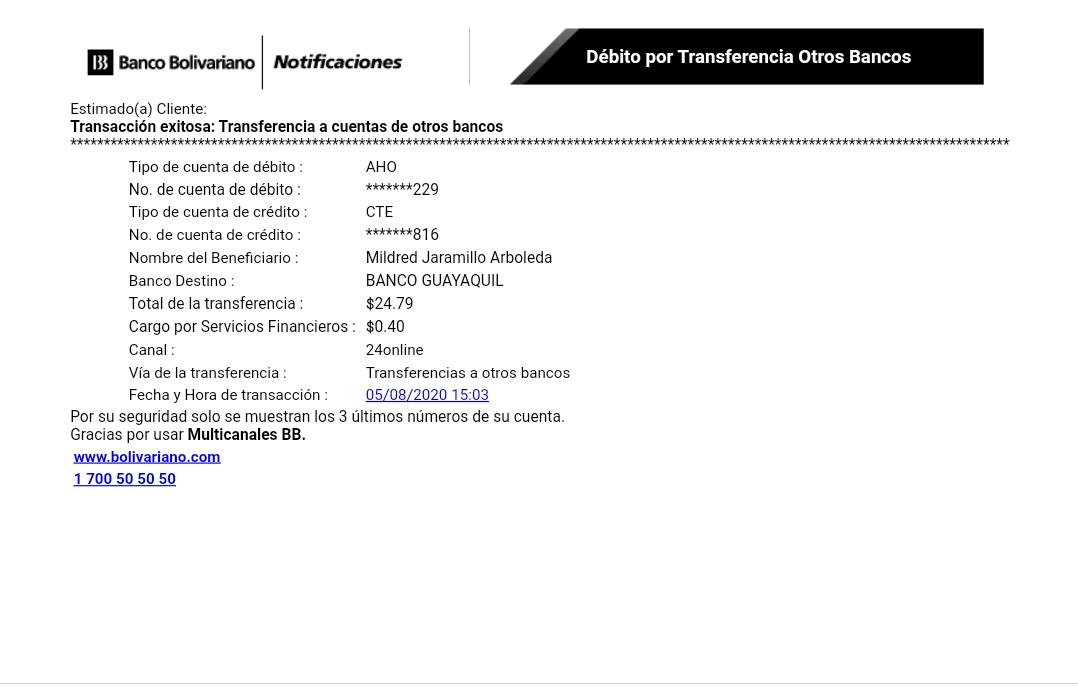 Banco Bolivariano Notificaciones
Débito por Transferencia Otros Bancos
Estimado(a) Cliente:
Transacción exitosa: Transferencia a cuentas de otros bancos
********************************************************************************************************************************************
Tipo de cuenta de débito : AHO
No. de cuenta de débito : *******229
Tipo de cuenta de crédito : CTE
No. de cuenta de crédito : *******816
Nombre del Beneficiario : Mildred Jaramillo Arboleda
Banco Destino : BANCO GUAYAQUIL
Total de la transferencia : $24.79
Cargo por Servicios Financieros : $0.40
Canal : 24online
Vía de la transferencia : Transferencias a otros bancos
Fecha y Hora de transacción : 05/08/2020 15:03
Por su seguridad solo se muestran los 3 últimos números de su cuenta.
Gracias por usar Multicanales BB.
www.bolivariano.com
1 700 50 50 50